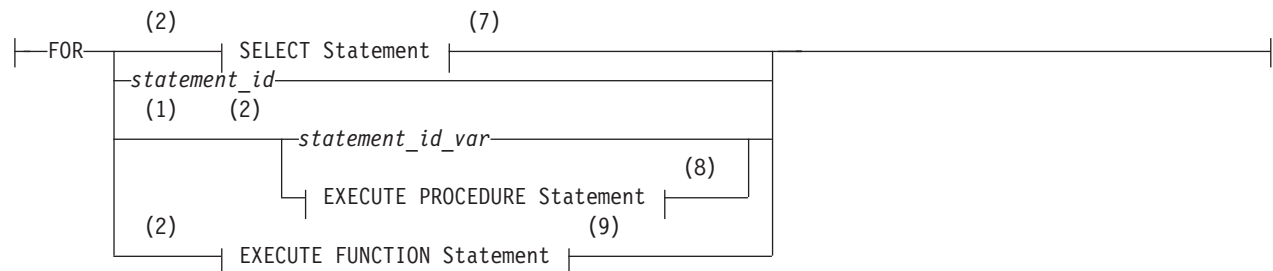 (2) (7)
FOR SELECT Statement
statement_id
(1) (2)
statement_id_var
(8)
EXECUTE PROCEDURE Statement
(2) (9)
EXECUTE FUNCTION Statement